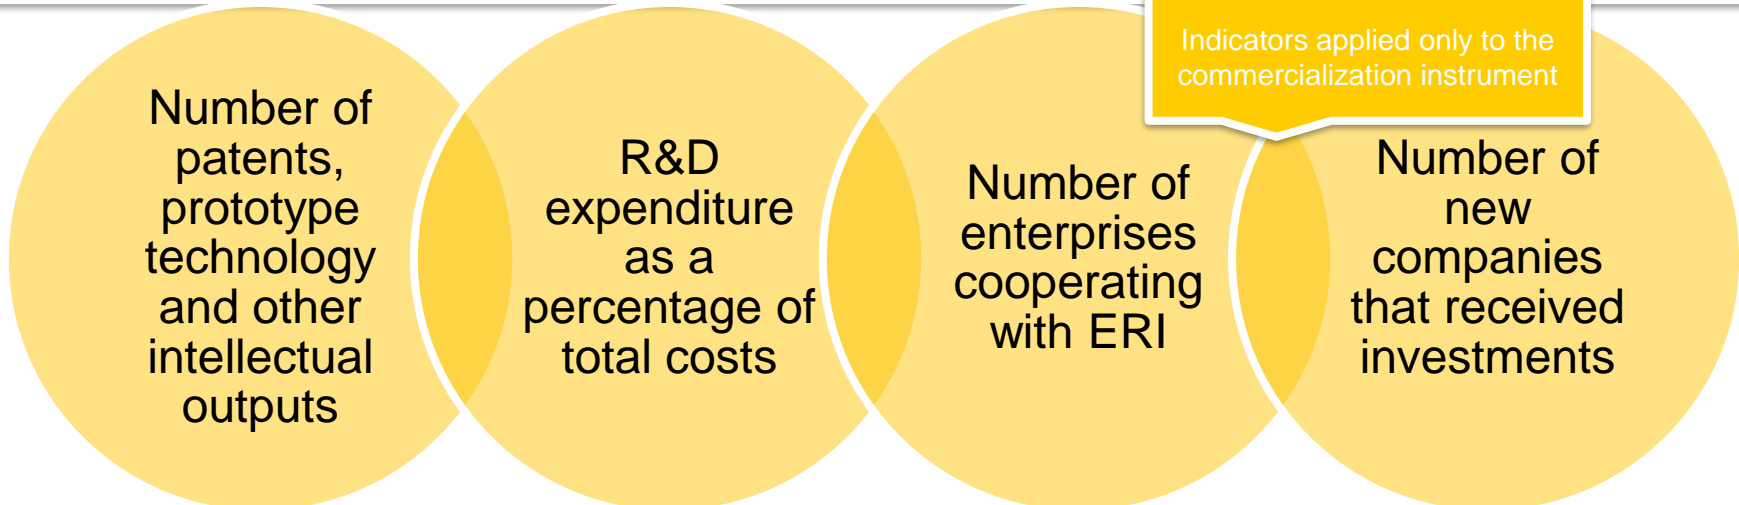 Indicators applied only to the
commercialization instrument
Number of
patents,
prototype
technology
and other
intellectual
outputs
R&D
expenditure
as a
percentage of
total costs
Number of
enterprises
cooperating
with ERI
Number of
new
companies
that received
investments